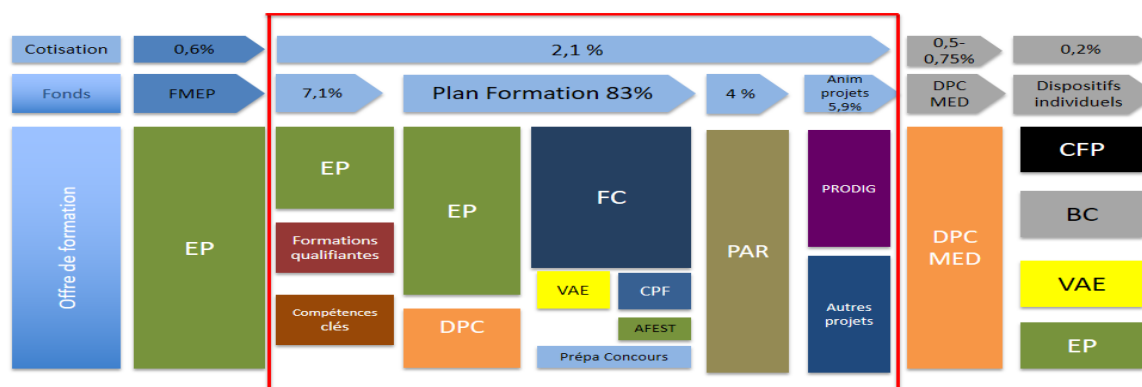 Cotisation
0,6%
2,1 %
0,5-
0,75%
0,2%
Fonds
FMEP
7,1%
Plan Formation 83%
4 %
Anim
projets
5,9%
DPC
MED
Dispositifs
individuels
Offre de formation
EP
EP
Formations
qualifiantes
Compétences
clés
EP
DPC
FC
VAE
CPF
AFEST
Prépa Concours
PAR
PRODIG
Autres
projets
DPC
MED
CFP
BC
VAE
EP